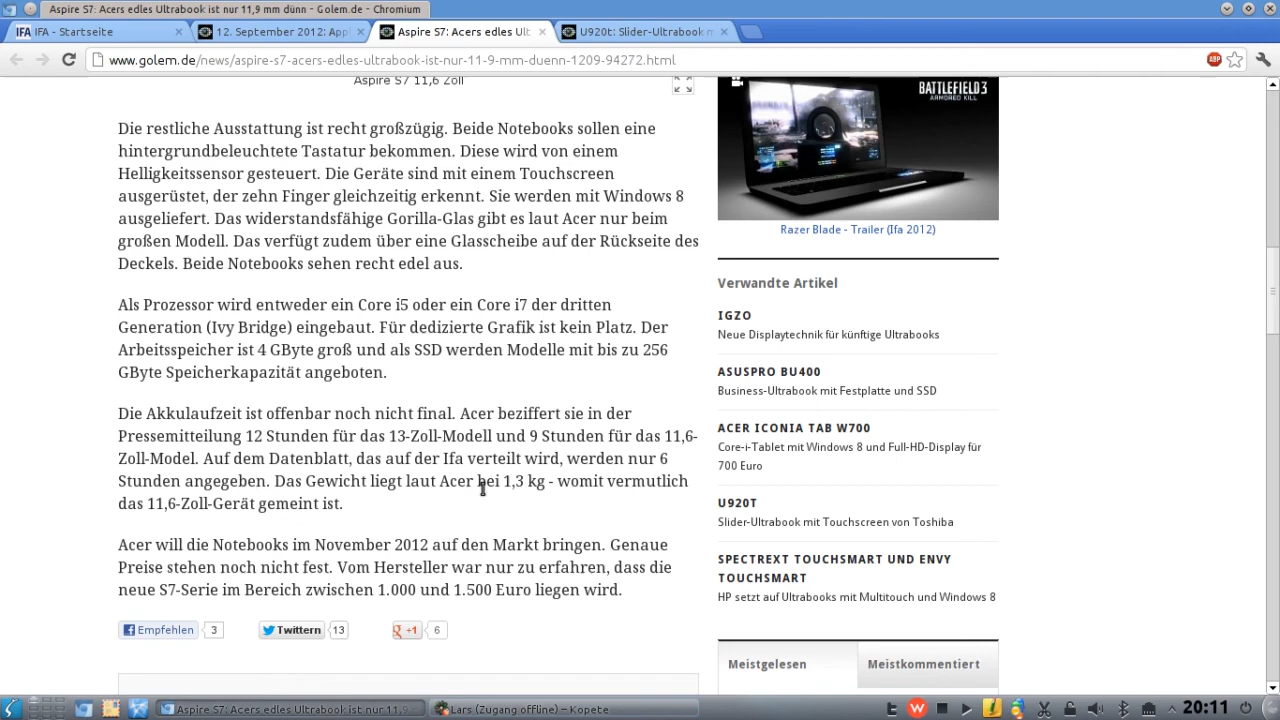 Aspire S7: Acers edles Ultrabook ist nur 11,9 mm dünn - Golem.de - Chromium
IFA IFA - Startseite
12. September 2012: Appl
Aspire S7: Acers edles Ult
U920t: Slider-Ultrabook m
www.golem.de/news/aspire-s7-acers-edles-ultrabook-ist-nur-11-9-mm-duenn-1209-94272.html
ABP
Aspire S7 11,6 Zoll
Die restliche Ausstattung ist recht großzügig. Beide Notebooks sollen eine
hintergrundbeleuchtete Tastatur bekommen. Diese wird von einem
Helligkeitssensor gesteuert. Die Geräte sind mit einem Touchscreen
ausgerüstet, der zehn Finger gleichzeitig erkennt. Sie werden mit Windows 8
ausgeliefert. Das widerstandsfähige Gorilla-Glas gibt es laut Acer nur beim
großen Modell. Das verfügt zudem über eine Glasscheibe auf der Rückseite des
Deckels. Beide Notebooks sehen recht edel aus.
Als Prozessor wird entweder ein Core i5 oder ein Core i7 der dritten
Generation (Ivy Bridge) eingebaut. Für dedizierte Grafik ist kein Platz. Der
Arbeitsspeicher ist 4 GByte groß und als SSD werden Modelle mit bis zu 256
GByte Speicherkapazität angeboten.
Die Akkulaufzeit ist offenbar noch nicht final. Acer beziffert sie in der
Pressemitteilung 12 Stunden für das 13-Zoll-Modell und 9 Stunden für das 11,6-
Zoll-Modell. Auf dem Datenblatt, das auf der Ifa verteilt wird, werden nur 6
Stunden angegeben. Das Gewicht liegt laut Acer bei 1,3 kg - womit vermutlich
das 11,6-Zoll-Gerät gemeint ist.
Acer will die Notebooks im November 2012 auf den Markt bringen. Genaue
Preise stehen noch nicht fest. Vom Hersteller war nur zu erfahren, dass die
neue S7-Serie im Bereich zwischen 1.000 und 1.500 Euro liegen wird.
Empfehlen 3
Twittern 13
+1 6
BATTLEFIELD 3
ARMORED KILL
Razer Blade - Trailer (Ifa 2012)
Verwandte Artikel
IGZO
Neue Displaytechnik für künftige Ultrabooks
ASUSPRO BU400
Business-Ultrabook mit Festplatte und SSD
ACER ICONIA TAB W700
Core-i-Tablet mit Windows 8 und Full-HD-Display für
700 Euro
U920T
Slider-Ultrabook mit Touchscreen von Toshiba
SPECTREXT TOUCHSMART UND ENVY
TOUCHSMART
HP setzt auf Ultrabooks mit Multitouch und Windows 8
Meistgelesen
Meistkommentiert
Aspire S7: Acers edles Ultrabook ist nur 11,9
Lars (Zugang offline) – Kopete
20:11